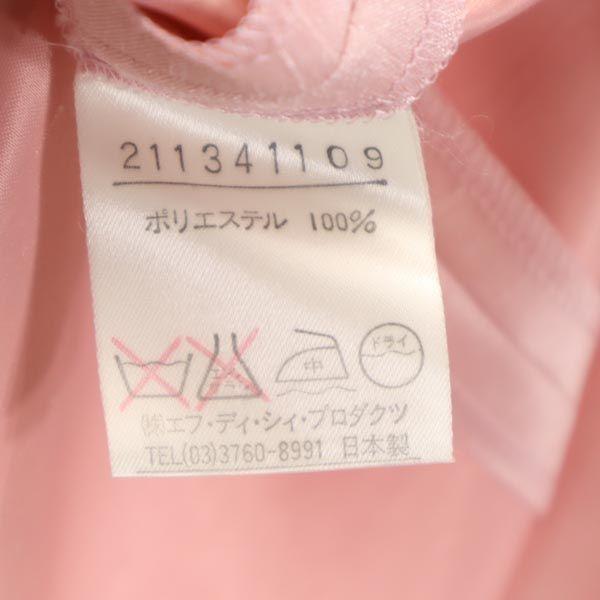 211341109
ポリエステル 100%
中 ドライ
㈱エフ・ディ・シィ・プロダクツ
TEL(03)3760-8991 日本製